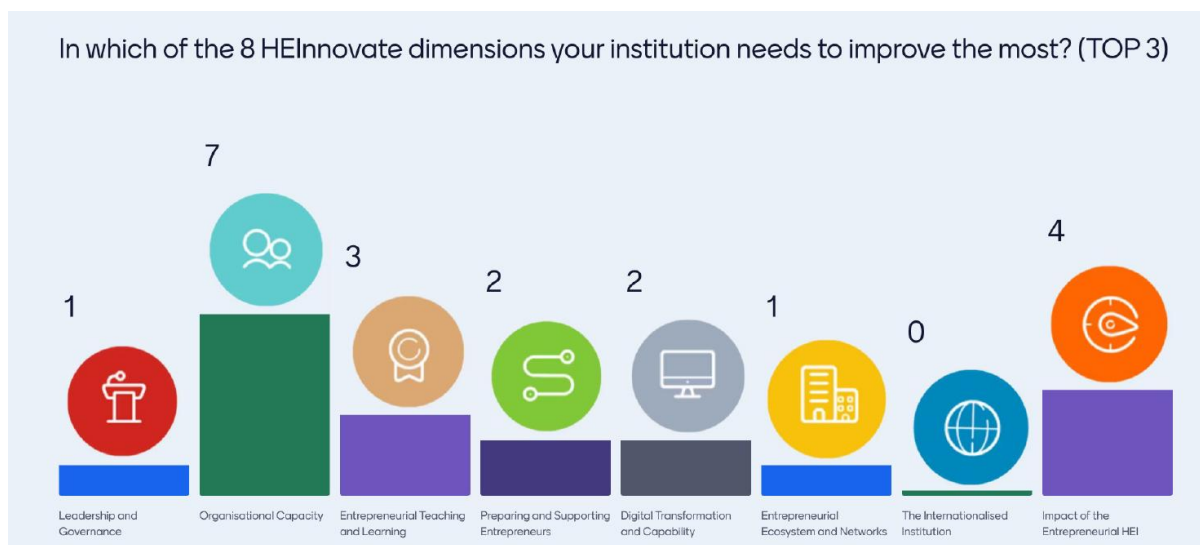 In which of the 8 HEInnovate dimensions your institution needs to improve the most? (TOP 3)
1
7
3
2
2
1
0
4
Leadership and
Governance
Organisational Capacity
Entrepreneurial Teaching
and Learning
Preparing and Supporting
Entrepreneurs
Digital Transformation
and Capability
Entrepreneurial
Ecosystem and Networks
The Internationalised
Institution
Impact of the
Entrepreneurial HEI